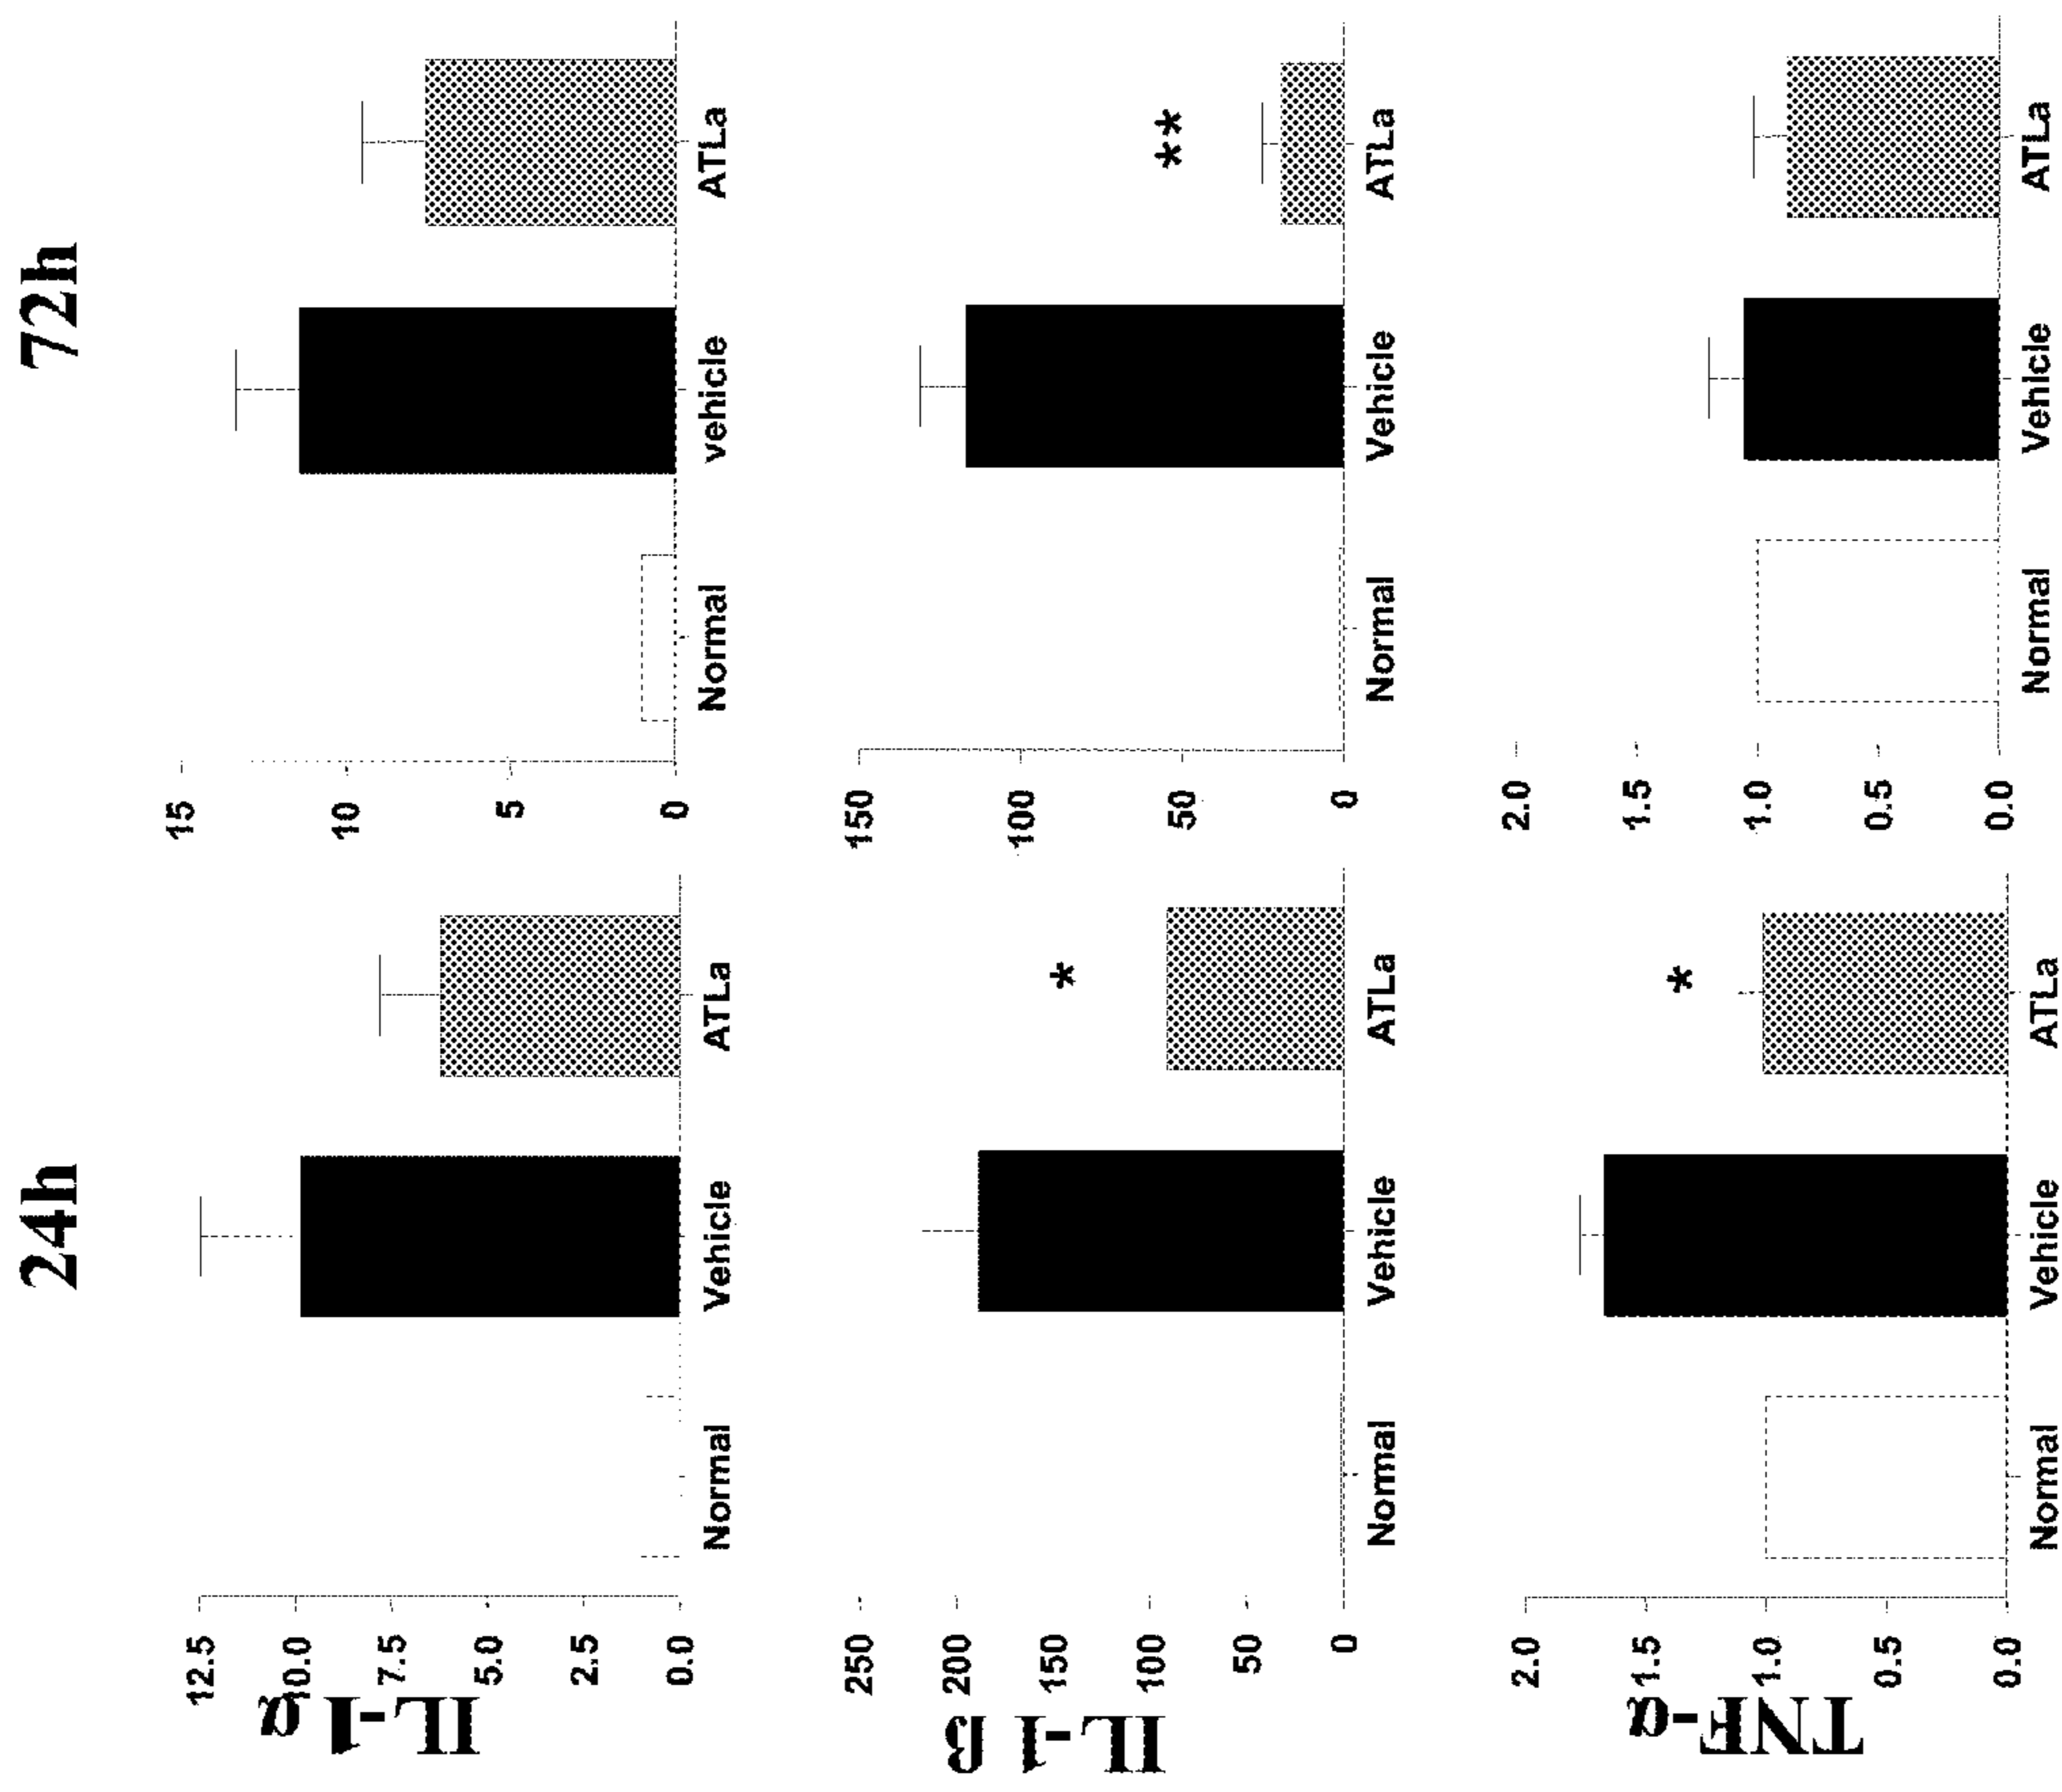 24h
72h
IL-1α
12.5
10.0
7.5
5.0
2.5
0.0
Normal
Vehicle
ATLa
15
10
5
0
Normal
vehicle
ATLa
IL-1 ß
250
200
150
100
50
0
Normal
Vehicle
*
ATLa
150
100
50
0
Normal
Vehicle
**
ATLa
TNF-α
2.0
1.5
1.0
0.5
0.0
Normal
Vehicle
*
ATLa
2.0
1.5
1.0
0.5
0.0
Normal
Vehicle
ATLa